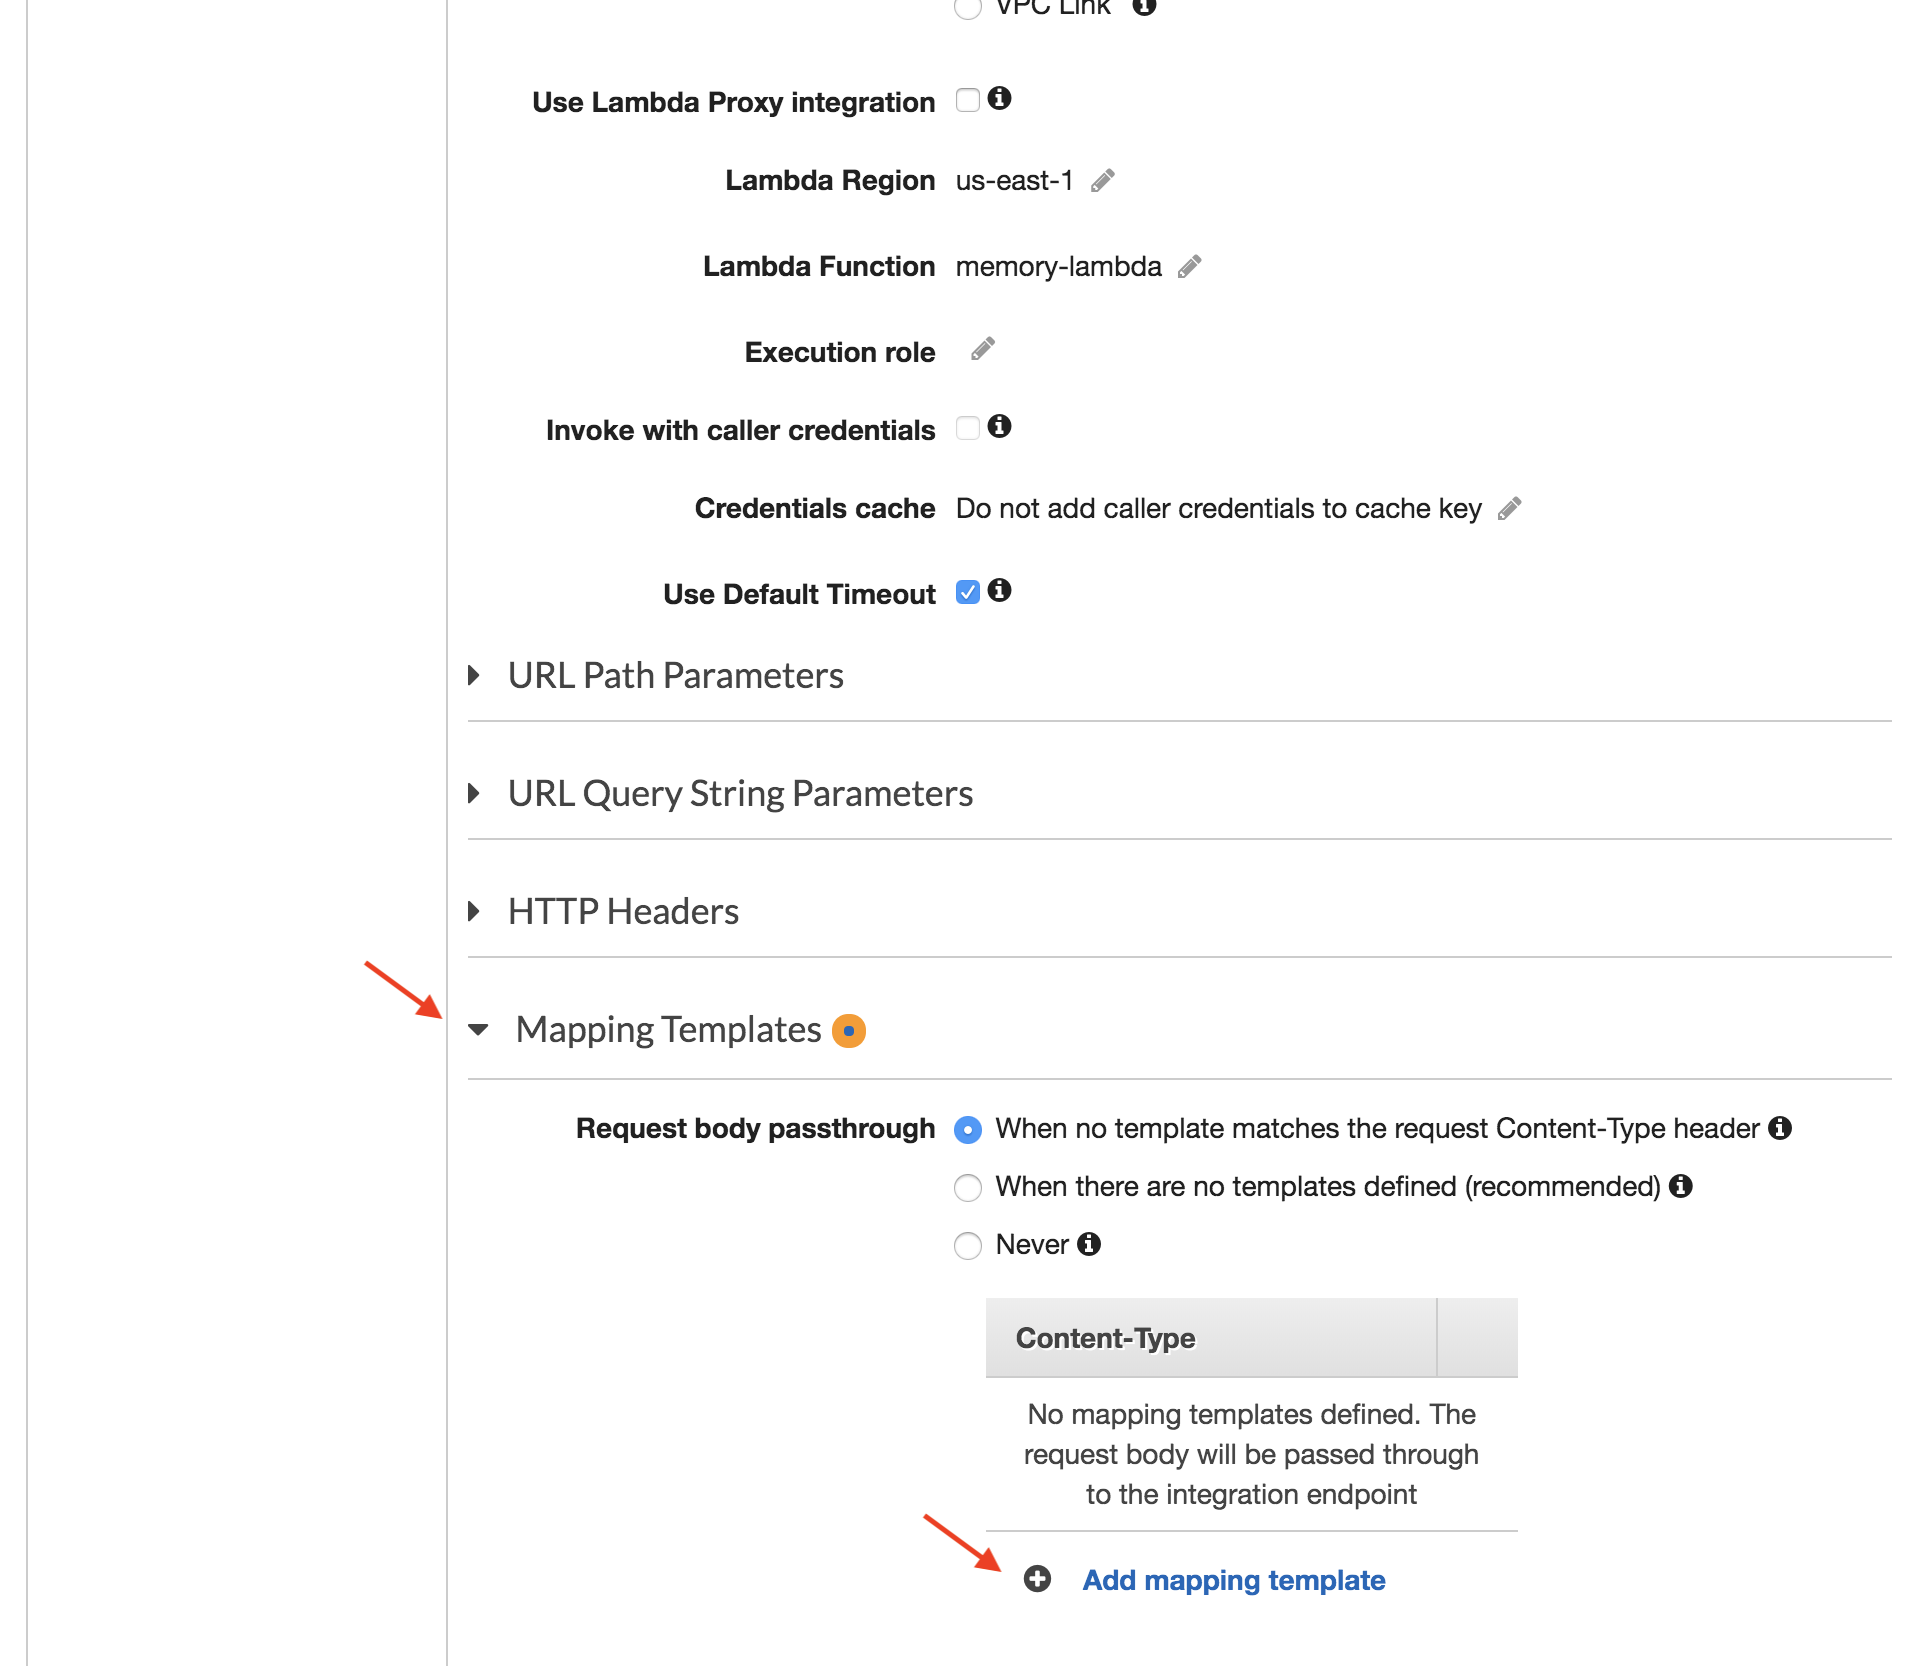 VPC Link
Use Lambda Proxy integration
Lambda Region us-east-1
Lambda Function memory-lambda
Execution role
Invoke with caller credentials
Credentials cache Do not add caller credentials to cache key
Use Default Timeout
URL Path Parameters
URL Query String Parameters
HTTP Headers
Mapping Templates
Request body passthrough When no template matches the request Content-Type header
When there are no templates defined (recommended)
Never
Content-Type
No mapping templates defined. The
request body will be passed through
to the integration endpoint
Add mapping template